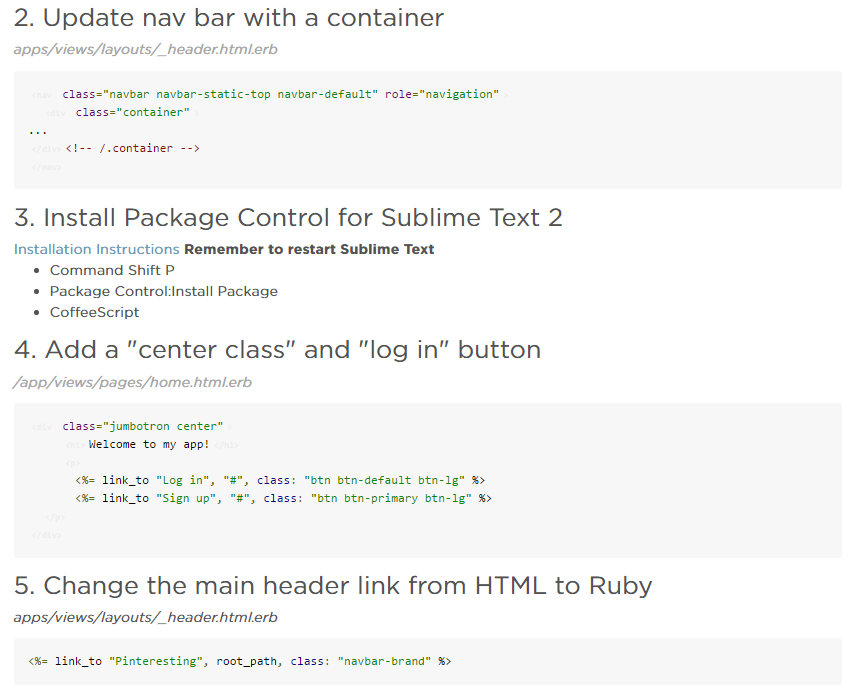 2. Update nav bar with a container
apps/views/layouts/_header.html.erb
<nav class="navbar navbar-static-top navbar-default" role="navigation">
<div class="container">
...
</div><!-- /.container -->
</nav>
3. Install Package Control for Sublime Text 2
Installation Instructions Remember to restart Sublime Text
• Command Shift P
• Package Control:Install Package
• CoffeeScript
4. Add a "center class" and "log in" button
/app/views/pages/home.html.erb
<div class="jumbotron center">
<h1>Welcome to my app!</h1>
<p>
<%= link_to "Log in", "#", class: "btn btn-default btn-lg" %>
<%= link_to "Sign up", "#", class: "btn btn-primary btn-lg" %>
</p>
</div>
5. Change the main header link from HTML to Ruby
apps/views/layouts/_header.html.erb
<%= link_to "Pinteresting", root_path, class: "navbar-brand" %>